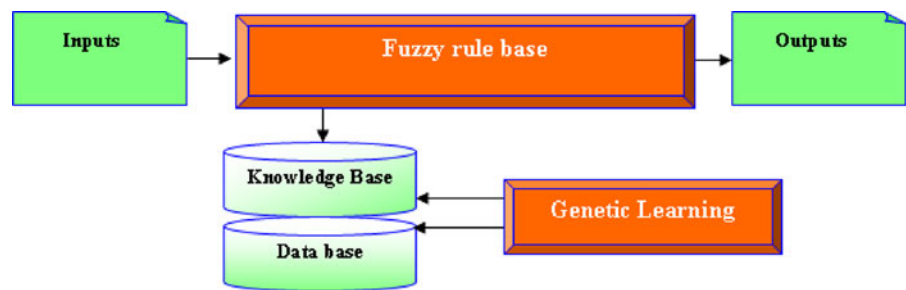 Inputs
Fuzzy rule base
Outputs
Knowledge Base
Genetic Learning
Data base